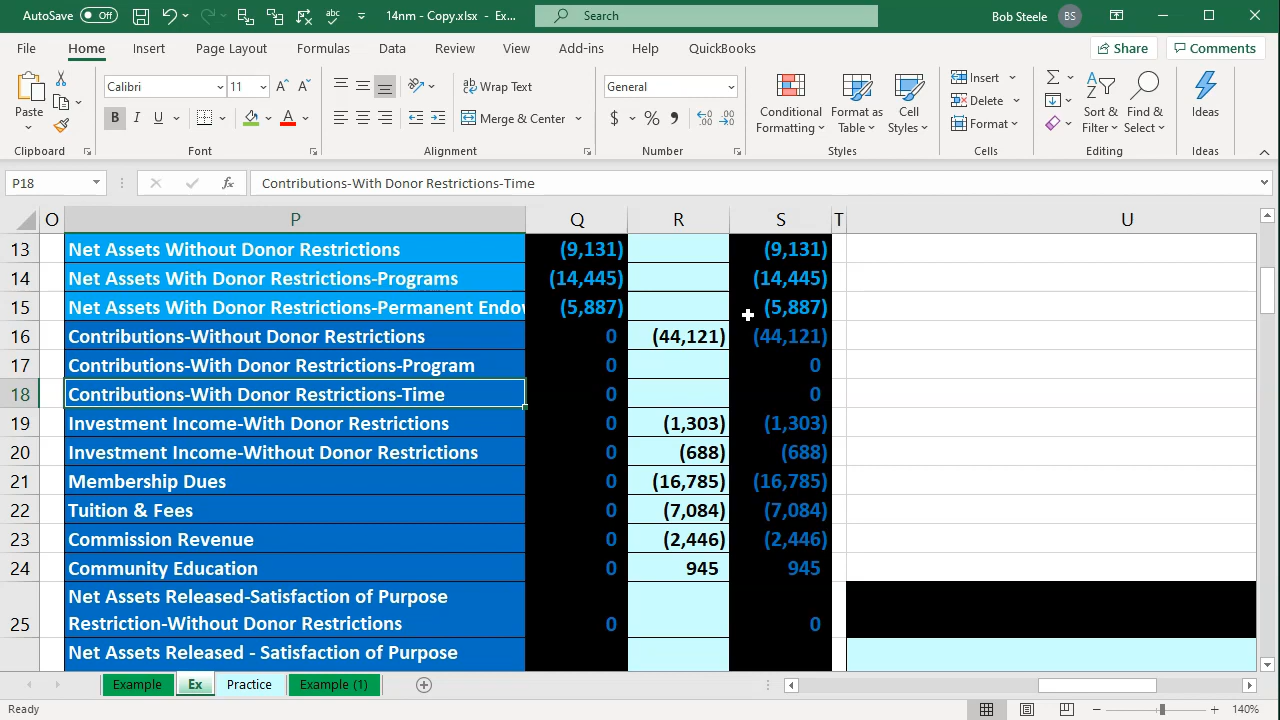 AutoSave Off 14nm - Copy.xlsx - Ex... Search Bob Steele BS
File Home Insert Page Layout Formulas Data Review View Add-ins Help QuickBooks Share Comments
Paste Calibri 11 Wrap Text General Conditional Formatting Format as Table Cell Styles Insert Sort & Filter Find & Select Ideas
B I U Merge & Center $ % Delete Format
Clipboard Font Alignment Number Styles Cells Editing Ideas
P18 fx Contributions-With Donor Restrictions-Time
O P Q R S T U
13 Net Assets Without Donor Restrictions (9,131) (9,131)
14 Net Assets With Donor Restrictions-Programs (14,445) (14,445)
15 Net Assets With Donor Restrictions-Permanent Endov (5,887) (5,887)
16 Contributions-Without Donor Restrictions 0 (44,121) (44,121)
17 Contributions-With Donor Restrictions-Program 0 0
18 Contributions-With Donor Restrictions-Time 0 0
19 Investment Income-With Donor Restrictions 0 (1,303) (1,303)
20 Investment Income-Without Donor Restrictions 0 (688) (688)
21 Membership Dues 0 (16,785) (16,785)
22 Tuition & Fees 0 (7,084) (7,084)
23 Commission Revenue 0 (2,446) (2,446)
24 Community Education 0 945 945
Net Assets Released-Satisfaction of Purpose
25 Restriction-Without Donor Restrictions 0 0
Net Assets Released - Satisfaction of Purpose
Example Ex Practice Example (1)
Ready 140%